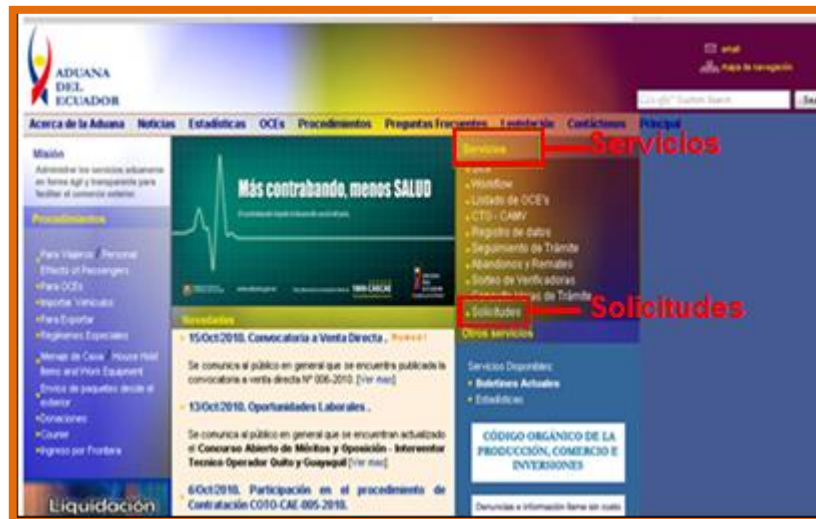 ADUANA
DEL
ECUADOR
email
mapa de navegación
Acerca de la Aduana Noticias Estadísticas OCEs Procedimientos Preguntas Frecuentes Legislación Contáctenos Principal
Misión
Administrar los servicios aduaneros
en forma ágil y transparente para
facilitar el comercio exterior.
Procedimientos
Para Viajeros / Personal
Effects of Passengers
Para OCEs
Importar Vehículos
Para Exportar
Regímenes Especiales
Menaje de Casa / House Hold
Items and Work Equipment
Envíos de paquetes desde el
exterior
Donaciones
Courier
Ingreso por Frontera
Liquidación
Más contrabando, menos SALUD
Novedades
15/Oct/2010. Convocatoria a Venta Directa .
Se comunica al público en general que se encuentra publicada la
convocatoria a venta directa Nº 006-2010. [Ver mas]
13/Oct/2010. Oportunidades Laborales .
Se comunica al público en general que se encuentran actualizado
el Concurso Abierto de Méritos y Oposición - Interventor
Tecnico Operador Quito y Guayaquil [Ver mas]
6/Oct/2010. Participación en el procedimiento de
Contratación COTO-CAE-005-2010.
Servicios
Servicios
Workflow
Listado de OCE's
CTO - CAMV
Registro de datos
Seguimiento de Trámite
Abandonos y Remates
Sorteo de Verificadoras
de Trámite
Solicitudes
Solicitudes
Otros servicios
Servicios Disponibles:
Boletines Actuales
Estadísticas
CÓDIGO ORGÁNICO DE LA
PRODUCCIÓN, COMERCIO E
INVERSIONES
Denuncias e información llame sin costo